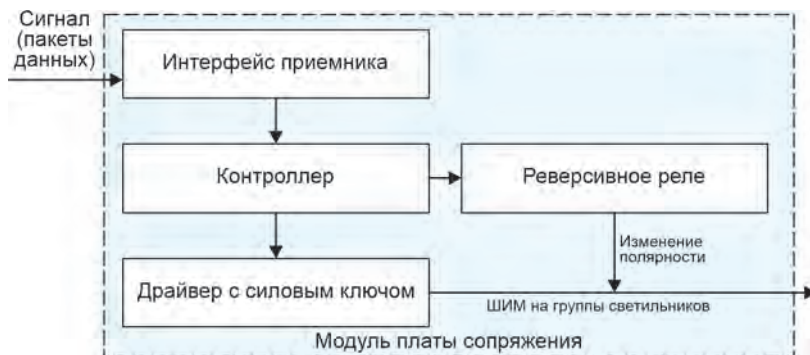 Сигнал
(пакеты
данных)
Интерфейс приемника
Контроллер
Реверсивное реле
Изменение
полярности
Драйвер с силовым ключом
ШИМ на группы светильников
Модуль платы сопряжения